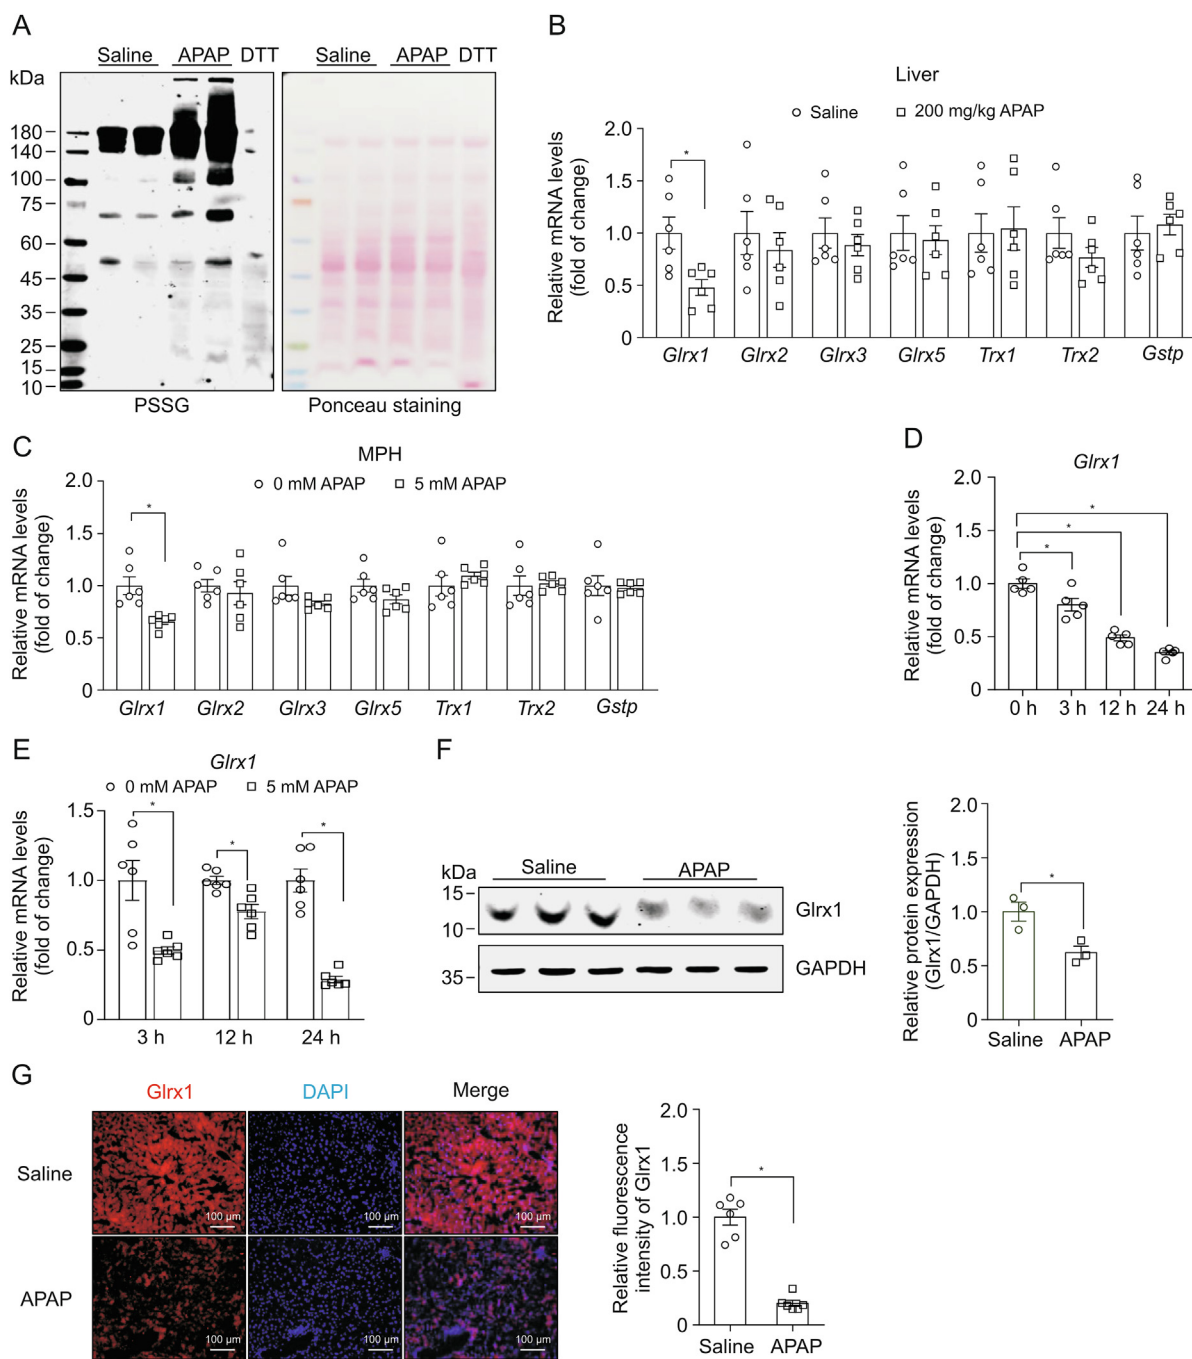 A
Saline APAP DTT Saline APAP DTT
kDa
180
140
100
75
60
45
35
25
15
10
PSSG Ponceau staining
B
Liver
Saline 200 mg/kg APAP
Relative mRNA levels
(fold of change)
2.0
1.5
1.0
0.5
0
*
Glrx1 Glrx2 Glrx3 Glrx5 Trx1 Trx2 Gstp
C
MPH
0 mM APAP 5 mM APAP
Relative mRNA levels
(fold of change)
2.0
1.5
1.0
0.5
0
*
Glrx1 Glrx2 Glrx3 Glrx5 Trx1 Trx2 Gstp
D
Glrx1
Relative mRNA levels
(fold of change)
2.0
1.5
1.0
0.5
0
*
*
*
0 h 3 h 12 h 24 h
E
Glrx1
0 mM APAP 5 mM APAP
Relative mRNA levels
(fold of change)
1.5
1.0
0.5
0
* * *
3 h 12 h 24 h
F
Saline APAP
kDa
15
10
Glrx1
35
GAPDH
Relative protein expression
(Glrx1/GAPDH)
2.0
1.5
1.0
0.5
0
*
Saline APAP
G
Glrx1 DAPI Merge
Saline
100 µm 100 µm 100 µm
APAP
100 µm 100 µm 100 µm
Relative fluorescence
intensity of Glrx1
2.0
1.5
1.0
0.5
0
*
Saline APAP